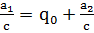 a₁/c = q₀ + a₂/c